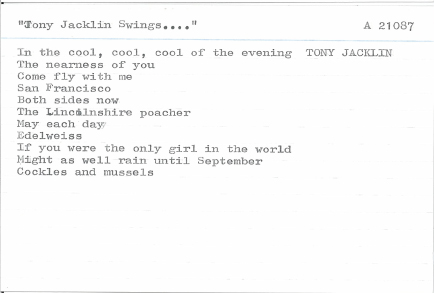 "Tony Jacklin Swings...." A 21087
In the cool, cool, cool of the evening TONY JACKLIN
The nearness of you
Come fly with me
San Francisco
Both sides now
The Lincolnshire poacher
May each day
Edelweiss
If you were the only girl in the world
Might as well rain until September
Cockles and mussels